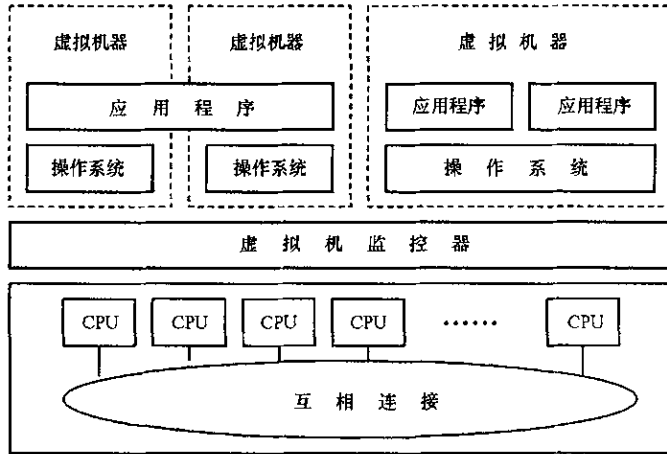 虚拟机器 虚拟机器 虚拟机器
应用程序 应用程序 应用程序
操作系统 操作系统 操作系统
虚拟机监控器
CPU CPU CPU CPU …… CPU
互相连接